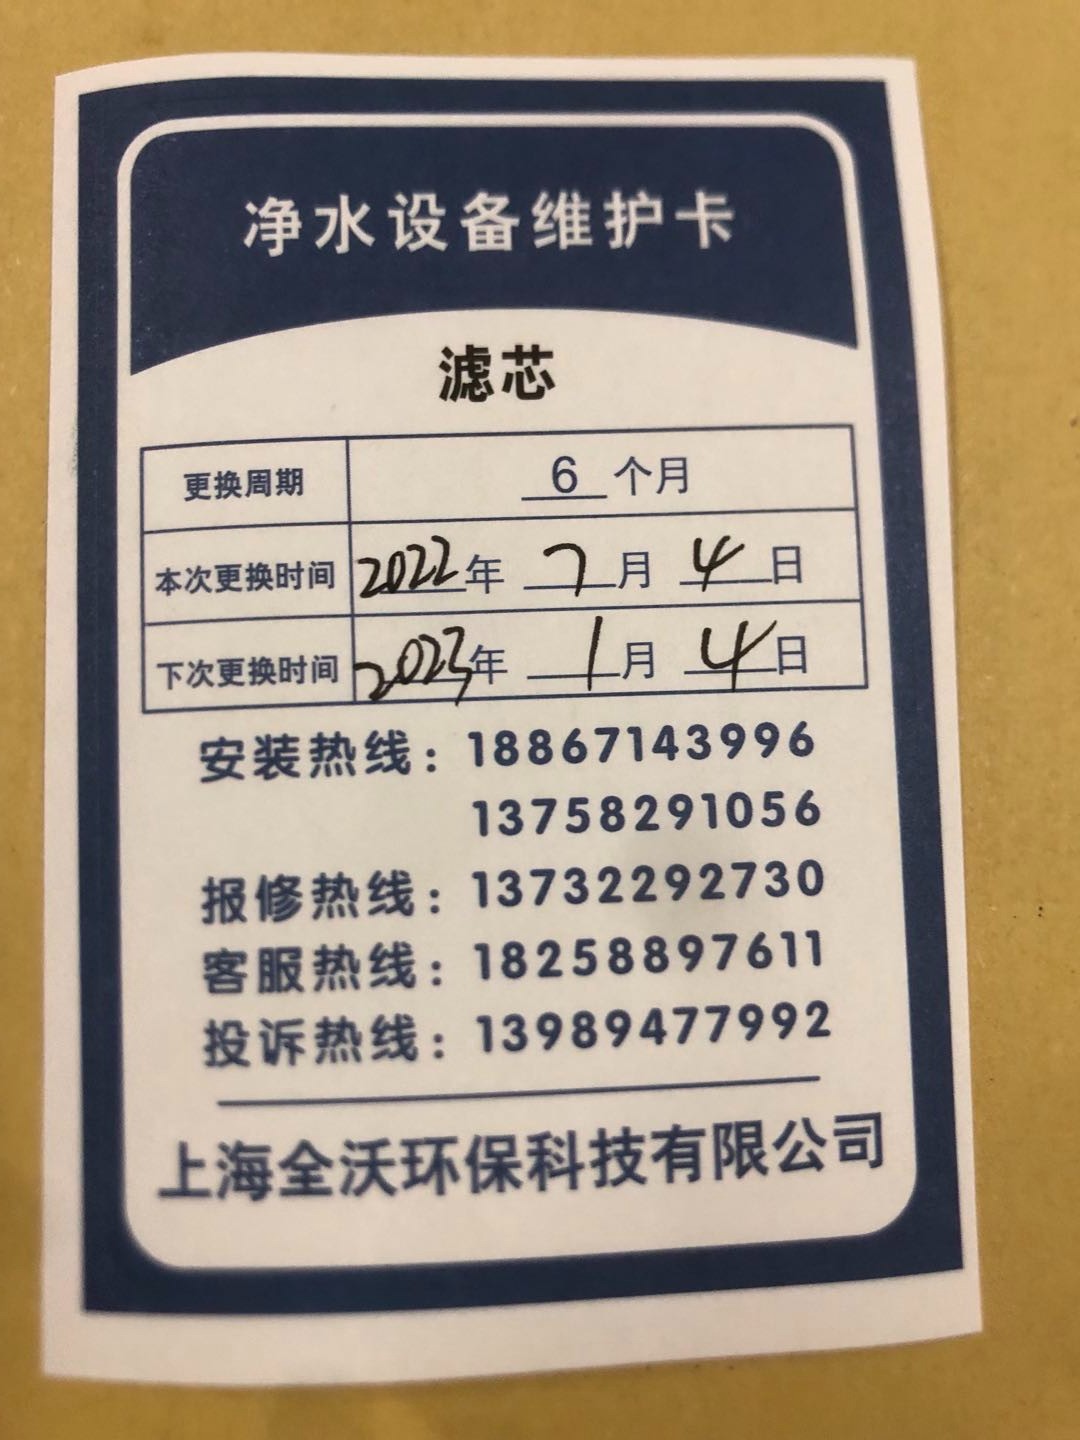 净水设备维护卡
滤芯
更换周期 6 个月
本次更换时间 2022年 7月 4日
下次更换时间 2023年 1月 4日
安装热线：18867143996
13758291056
报修热线：13732292730
客服热线：18258897611
投诉热线：13989477992
上海全沃环保科技有限公司